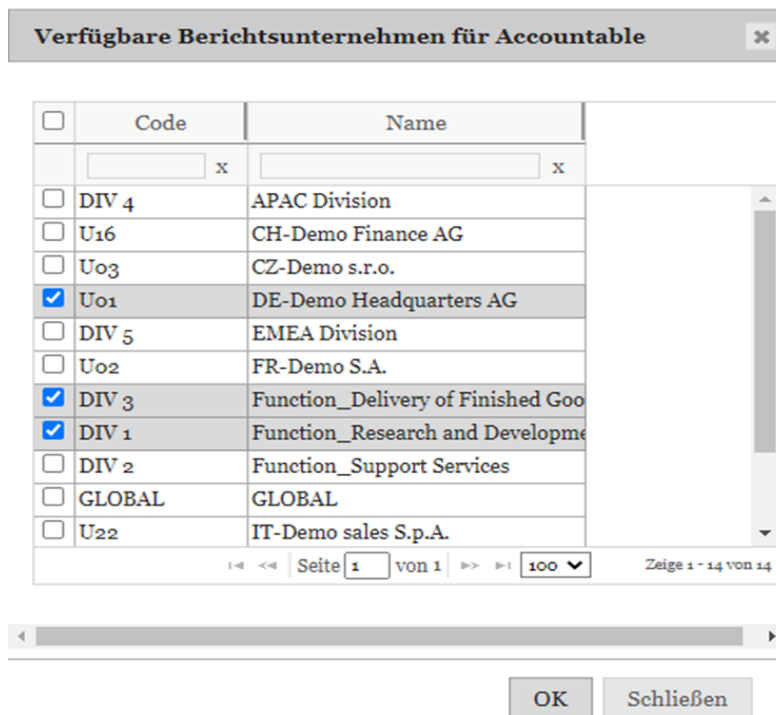 Verfügbare Berichtsunternehmen für Accountable
Code Name
x x
DIV 4 APAC Division
U16 CH-Demo Finance AG
U03 CZ-Demo s.r.o.
U01 DE-Demo Headquarters AG
DIV 5 EMEA Division
U02 FR-Demo S.A.
DIV 3 Function_Delivery of Finished Goo
DIV 1 Function_Research and Developme
DIV 2 Function_Support Services
GLOBAL GLOBAL
U22 IT-Demo sales S.p.A.
Seite 1 von 1 100 Zeige 1 - 14 von 14
OK Schließen